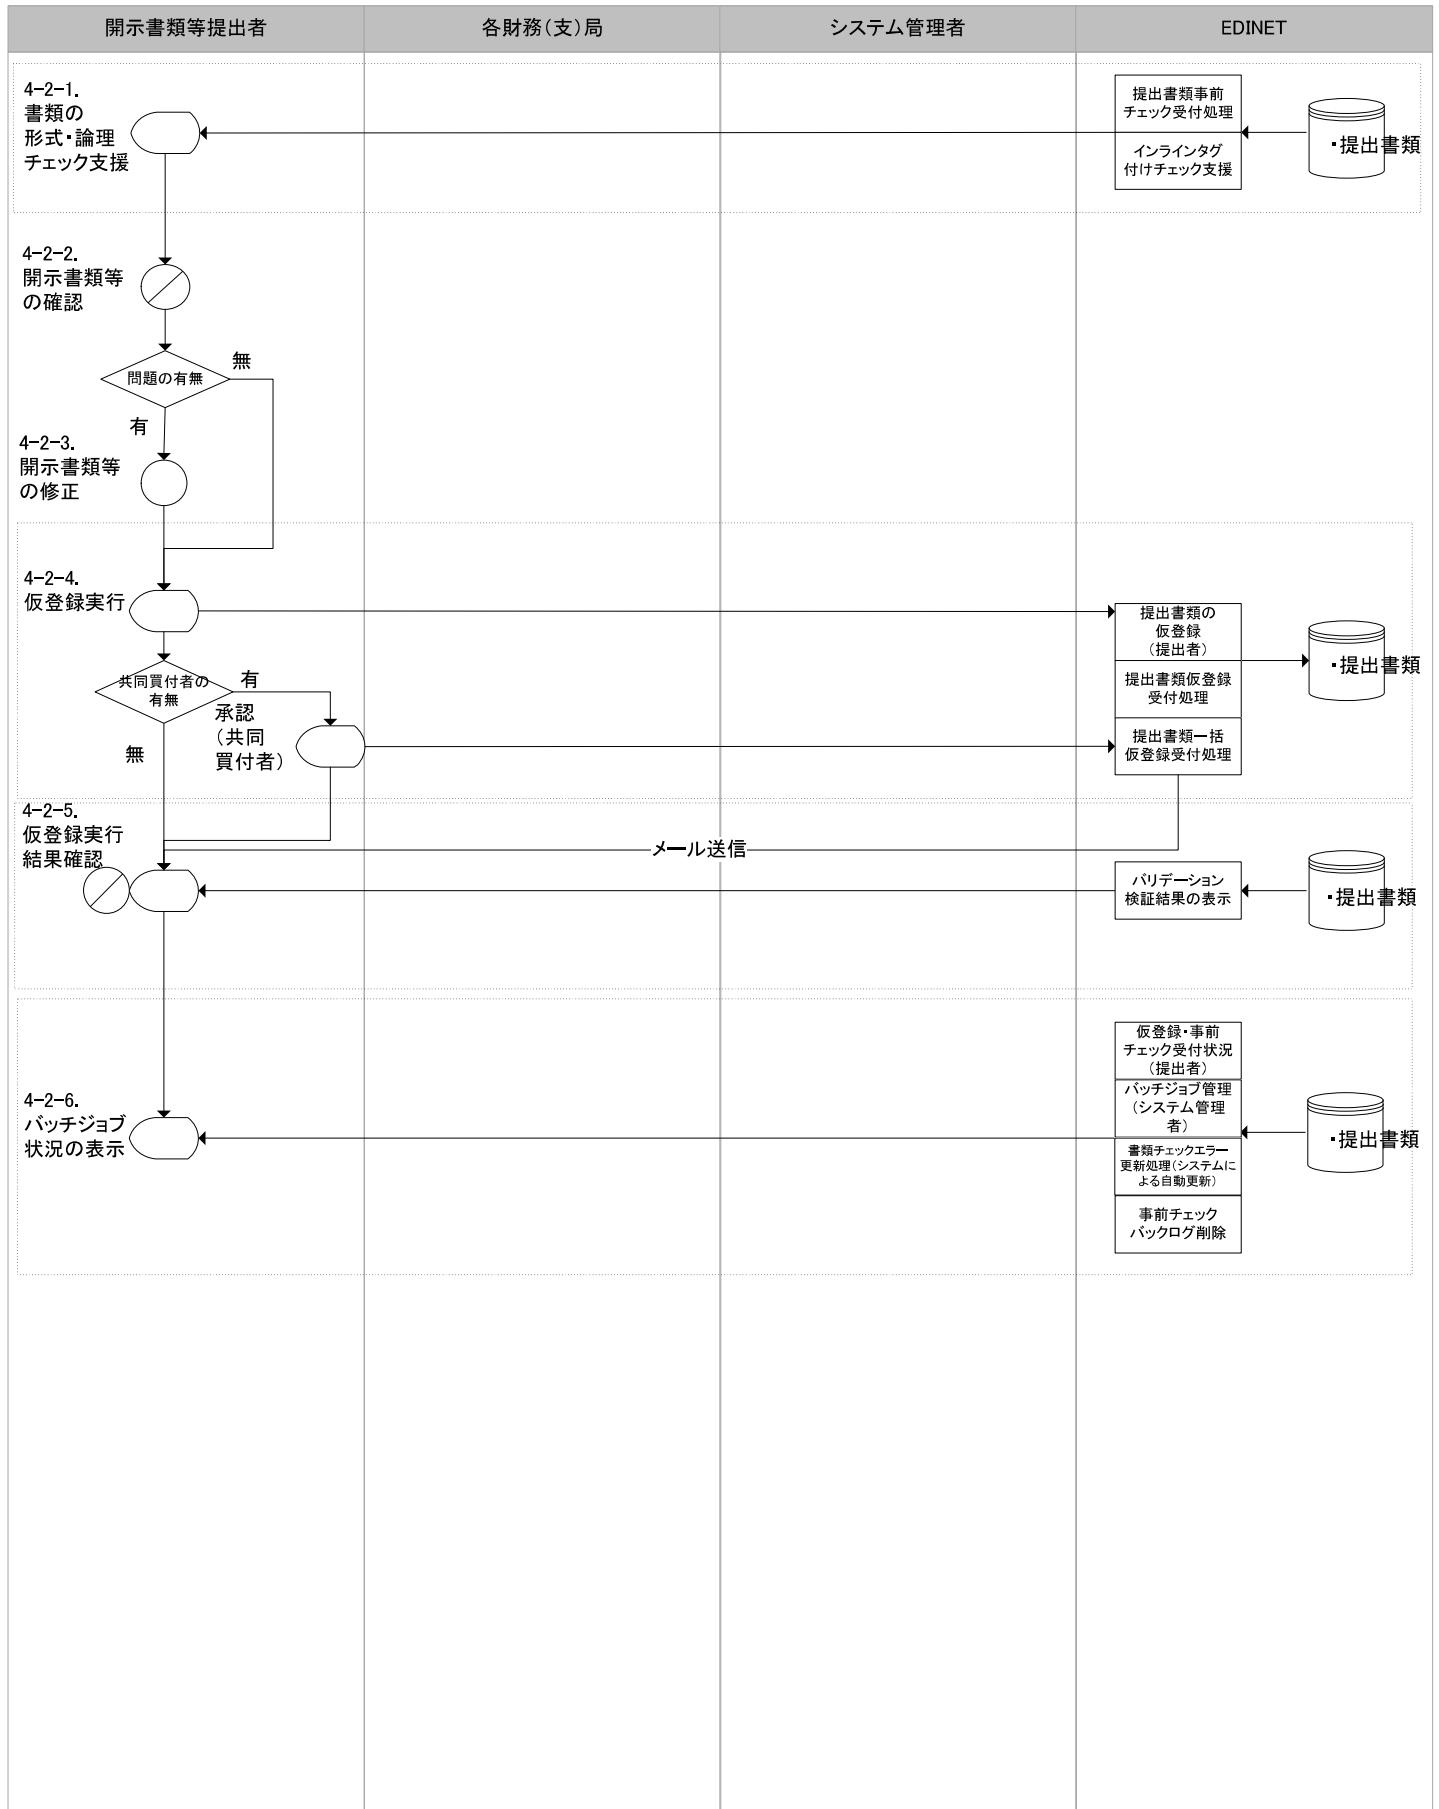 開示書類等提出者
各財務（支）局
システム管理者
EDINET
4-2-1.
書類の
形式・論理
チェック支援
提出書類事前
チェック受付処理
インラインタグ
付けチェック支援
・提出書類
4-2-2.
開示書類等
の確認
問題の有無
無
有
4-2-3.
開示書類等
の修正
4-2-4.
仮登録実行
提出書類の
仮登録
（提出者）
提出書類仮登録
受付処理
提出書類一括
仮登録受付処理
・提出書類
共同買付者の
有無
有
承認
（共同
買付者）
無
4-2-5.
仮登録実行
結果確認
メール送信
バリデーション
検証結果の表示
・提出書類
4-2-6.
バッチジョブ
状況の表示
仮登録・事前
チェック受付状況
（提出者）
バッチジョブ管理
（システム管理
者）
書類チェックエラー
更新処理（システムに
よる自動更新）
事前チェック
バックログ削除
・提出書類